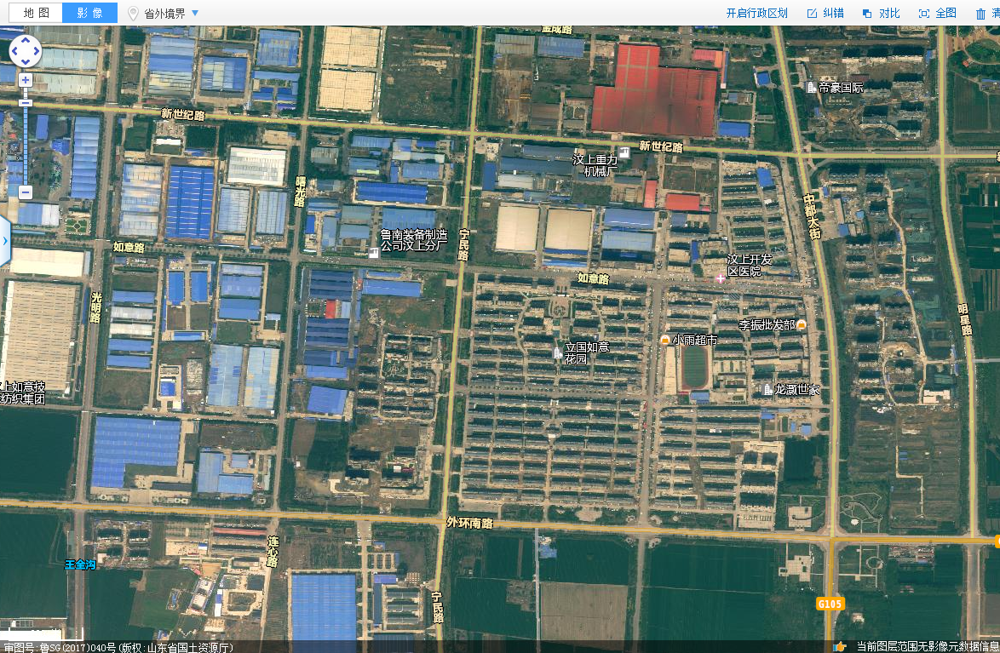 地 图
影 像
省外境界
开启行政区划
纠错
对比
全图
金成路
帝豪国际
新世纪路
新世纪路
汶上重力
机械厂
曙光路
中都大街
鲁南装备制造
公司汶上分厂
宁民路
如意路
汶上开发
区医院
如意路
光明路
明星路
李振批发部
小雨超市
立国如意
花园
上如意技
纺织集团
龙灏世家
外环南路
连心路
王金沟
宁民路
G105
审图号:鲁SG(2017)040号(版权:山东省国土资源厅)
当前图层范围无影像元数据信息